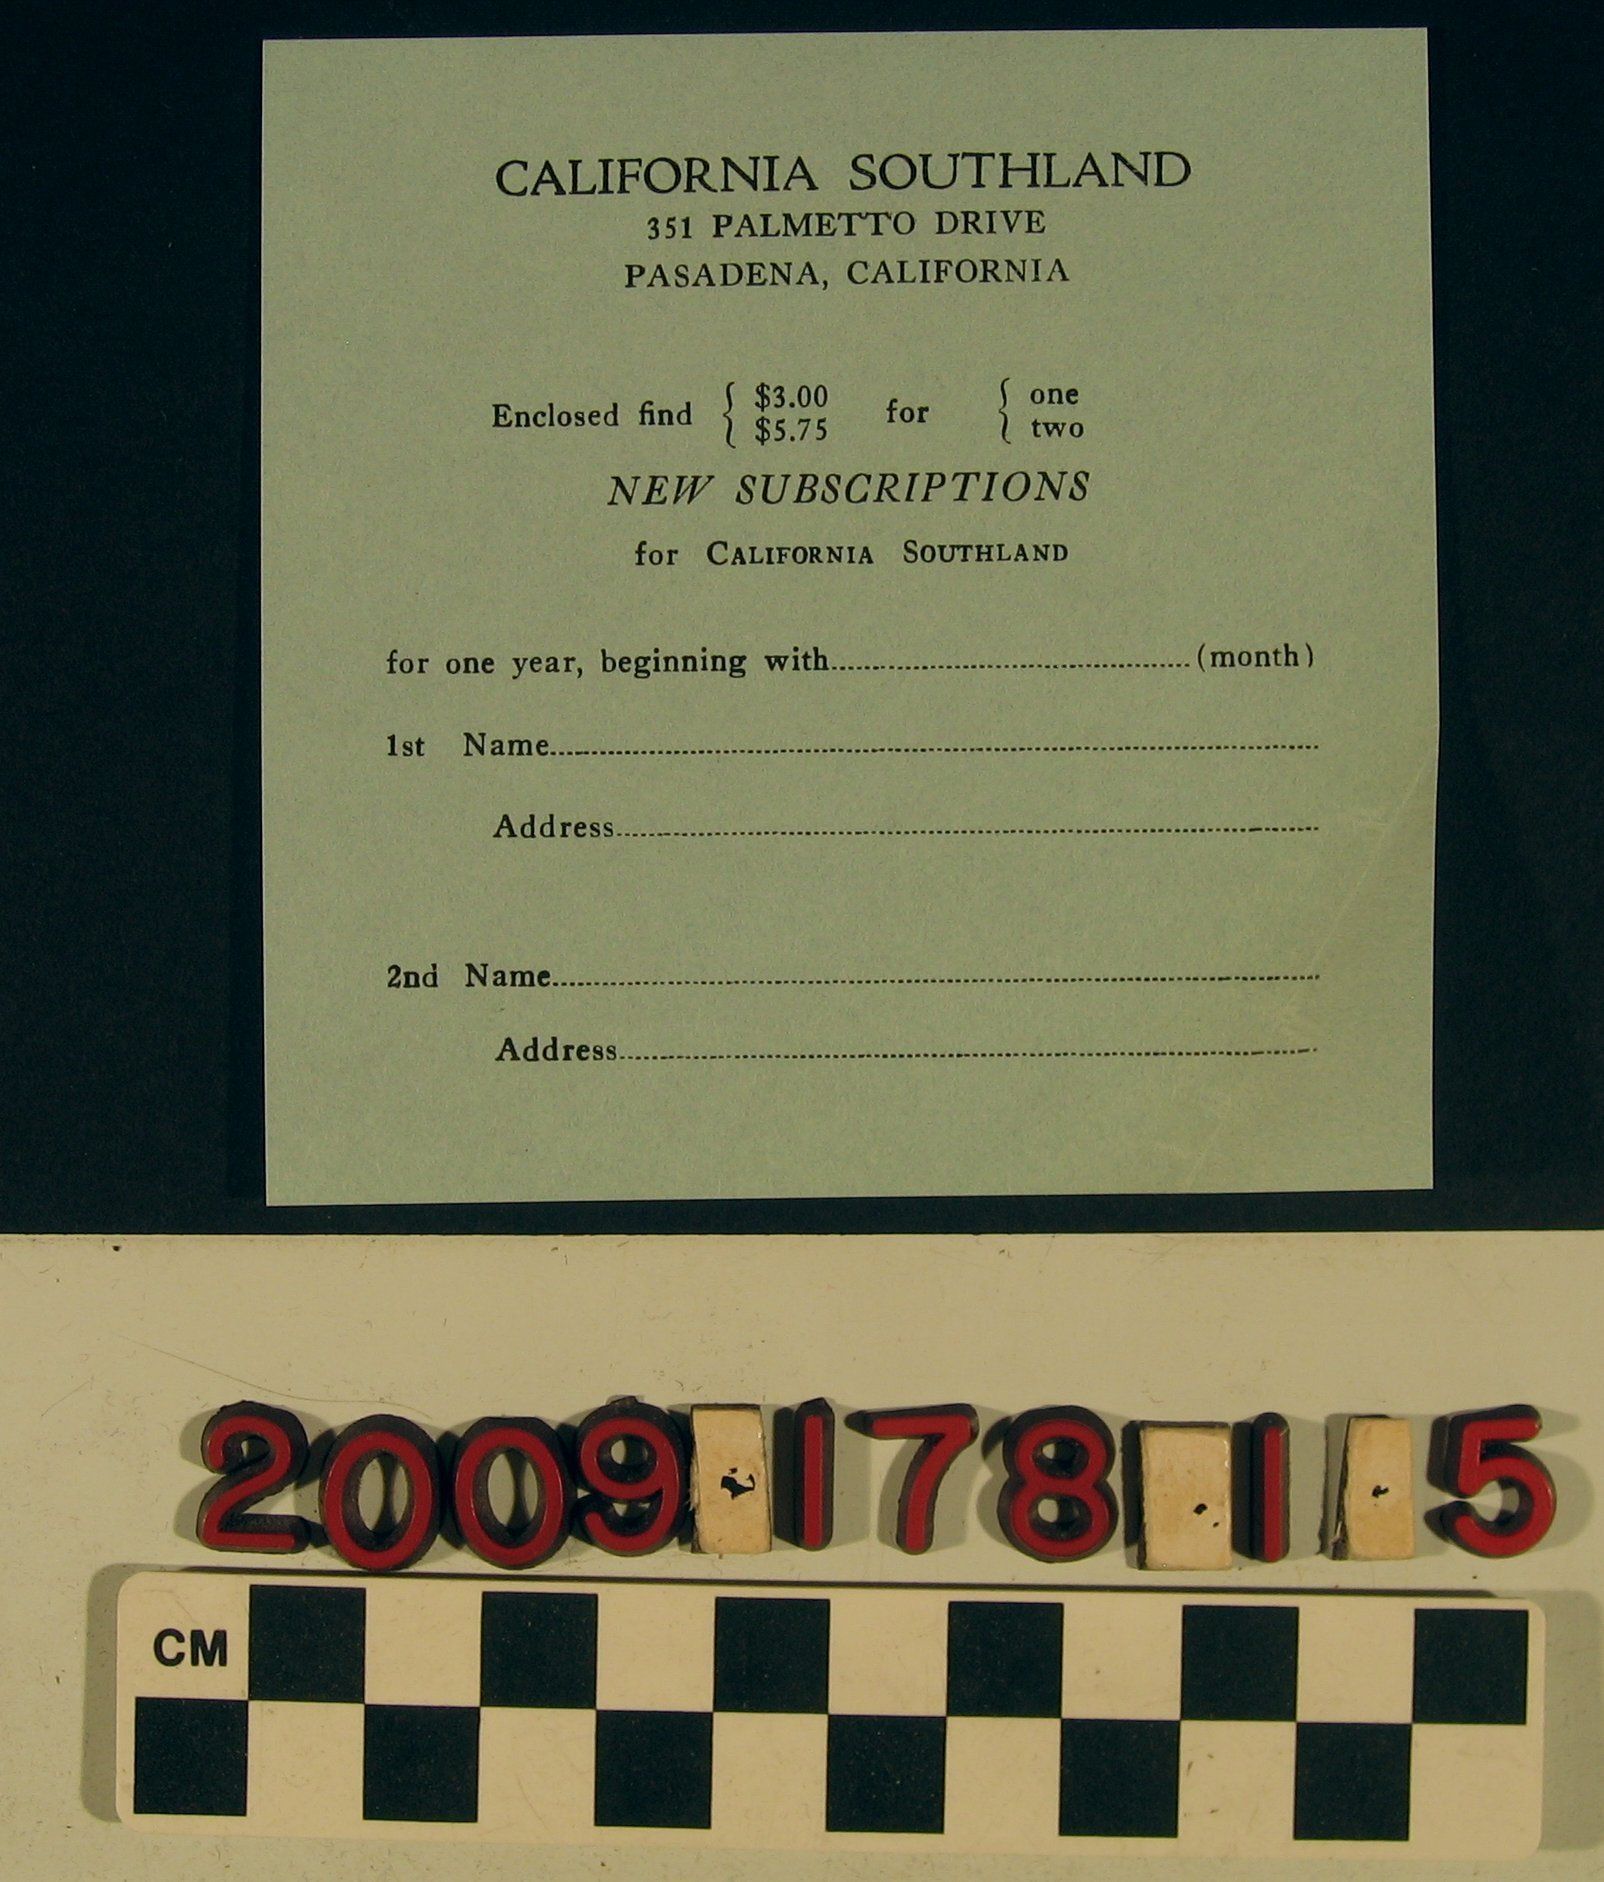 CALIFORNIA SOUTHLAND
351 PALMETTO DRIVE
PASADENA, CALIFORNIA
Enclosed find { $3.00 for { one
$5.75 two
NEW SUBSCRIPTIONS
for CALIFORNIA SOUTHLAND
for one year, beginning with........................................(month)
1st Name........................................
Address........................................
2nd Name........................................
Address........................................
2009.178.1.5
CM